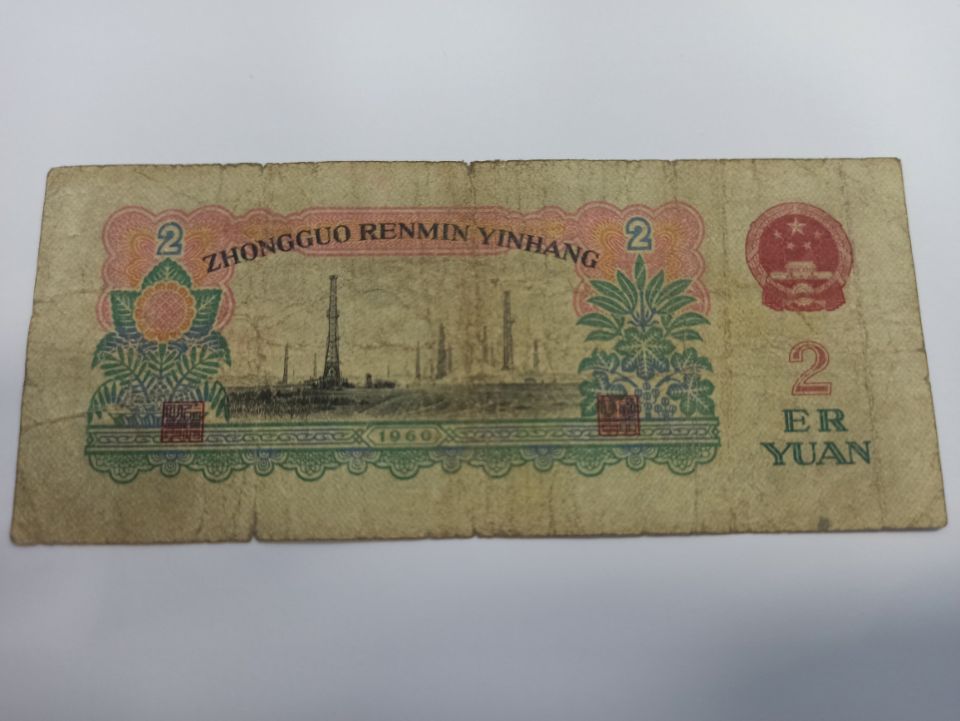 2
ZHONGGUO RENMIN YINHANG
2
2
ER
YUAN
1960